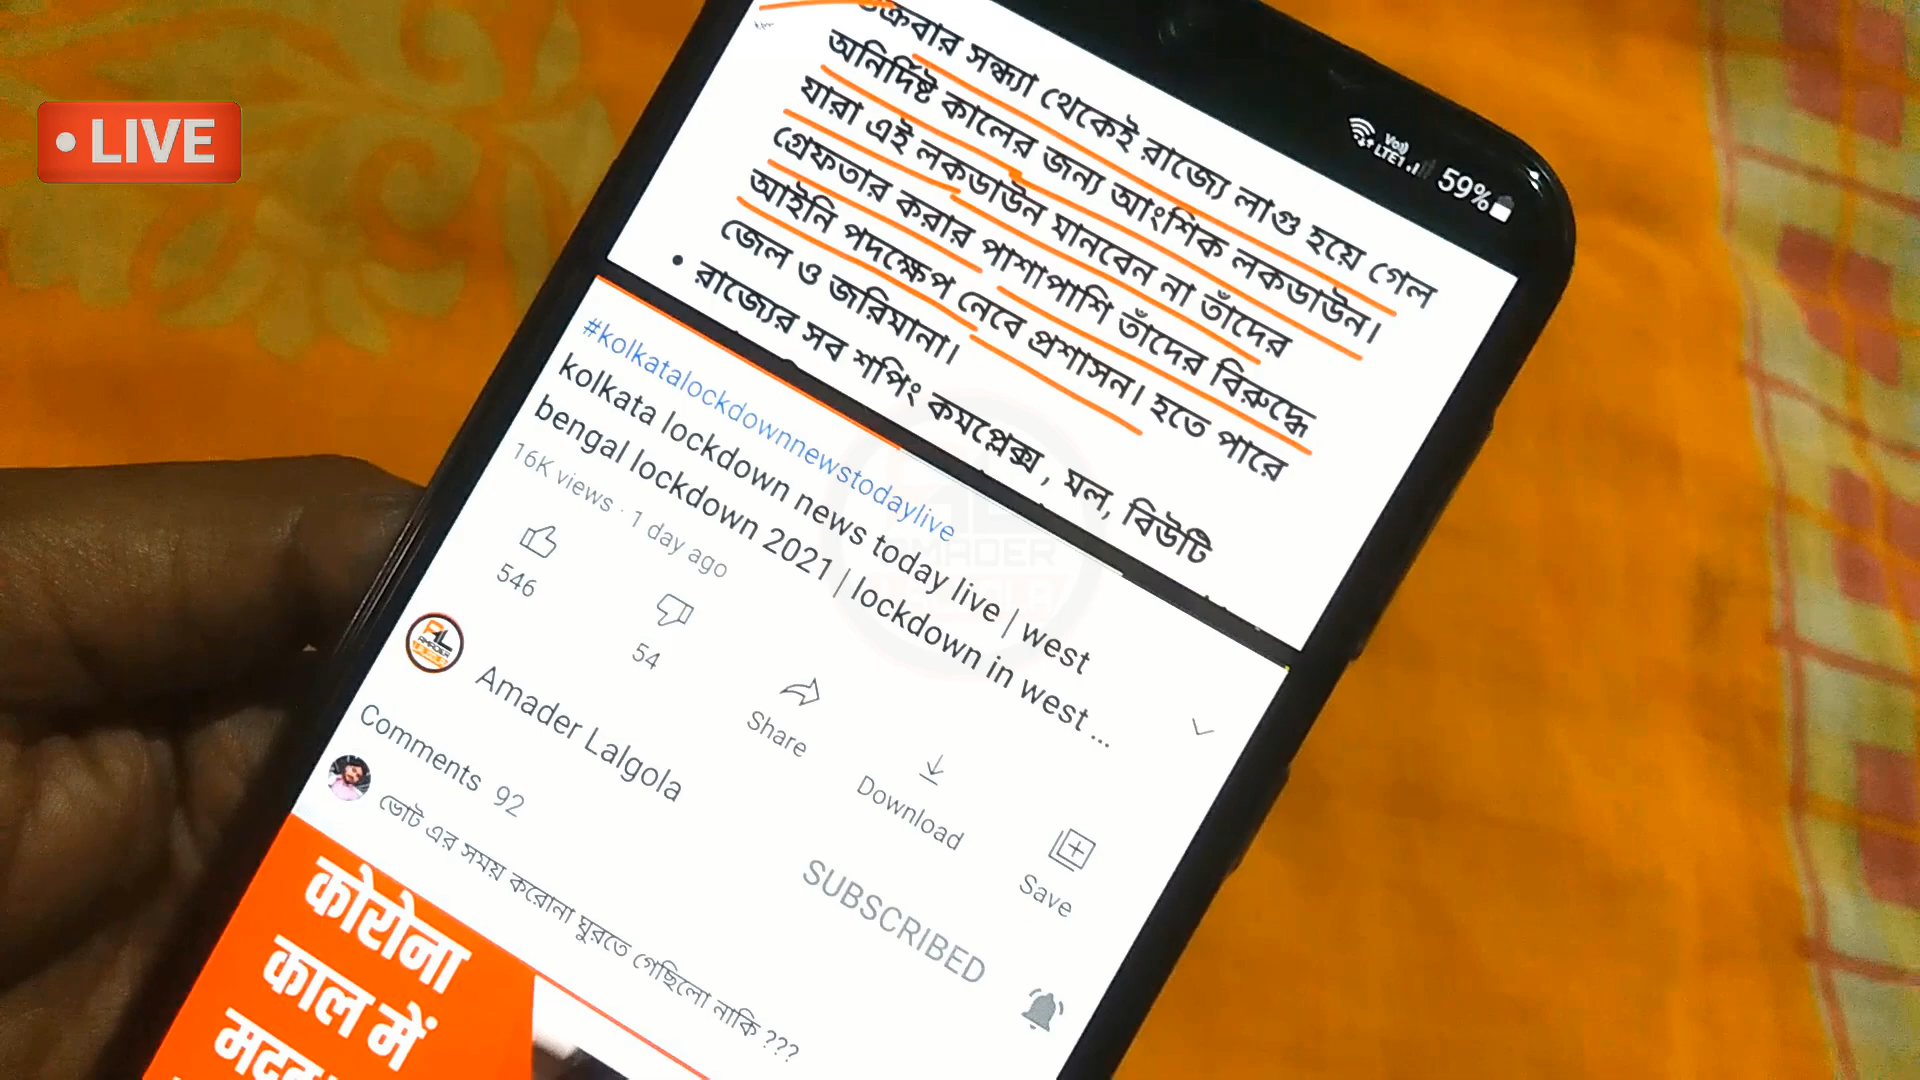 LIVE
শুক্রবার সন্ধ্যা থেকেই রাজ্যে লাগু হয়ে গেল
অনির্দিষ্ট কালের জন্য আংশিক লকডাউন।
যারা এই লকডাউন মানবেন না তাঁদের
গ্রেফতার করার পাশাপাশি তাঁদের বিরুদ্ধে
আইনি পদক্ষেপ নেবে প্রশাসন। হতে পারে
জেল ও জরিমানা।
• রাজ্যের সব শপিং কমপ্লেক্স, মল, বিউটি
Vo) LTE1 59%
#kolkatalockdownnewstodaylive
kolkata lockdown news today live | west
bengal lockdown 2021 | lockdown in west ...
16K views · 1 day ago
546
54
Share
Download
Save
Amader Lalgola
SUBSCRIBED
Comments 92
ভোট এর সময় করোনা ঘুরতে গেছিলো নাকি ???
कोरोना
काल में
AMADER